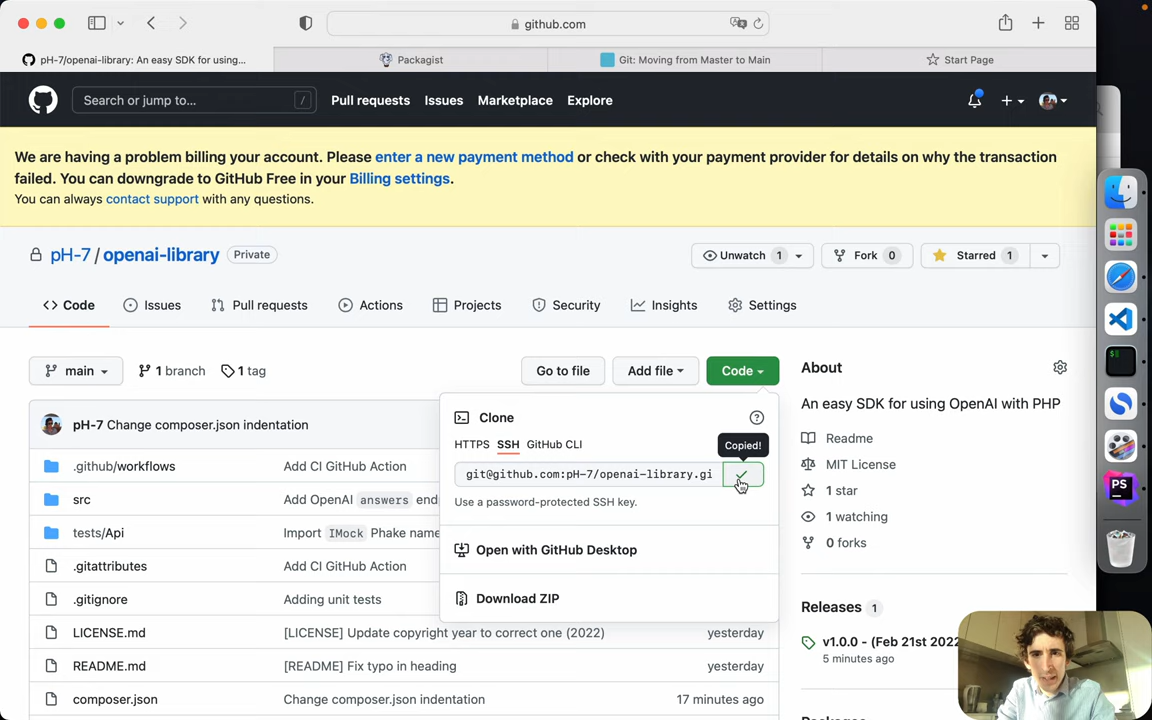 github.com
pH-7/openai-library: An easy SDK for using...
Packagist
Git: Moving from Master to Main
Start Page
Search or jump to...
/
Pull requests
Issues
Marketplace
Explore
We are having a problem billing your account. Please enter a new payment method or check with your payment provider for details on why the transaction
failed. You can downgrade to GitHub Free in your Billing settings.
You can always contact support with any questions.
pH-7 / openai-library
Private
Unwatch 1
Fork 0
Starred 1
<> Code
Issues
Pull requests
Actions
Projects
Security
Insights
Settings
main
1 branch
1 tag
Go to file
Add file
Code
About
An easy SDK for using OpenAI with PHP
Readme
MIT License
1 star
1 watching
0 forks
Releases 1
v1.0.0 - (Feb 21st 2022
5 minutes ago
Clone
?
Copied!
HTTPS SSH GitHub CLI
git@github.com:pH-7/openai-library.gi
Use a password-protected SSH key.
Open with GitHub Desktop
Download ZIP
pH-7 Change composer.json indentation
.github/workflows
Add CI GitHub Action
src
Add OpenAI answers end
tests/Api
Import IMock Phake name
.gitattributes
Add CI GitHub Action
.gitignore
Adding unit tests
LICENSE.md
[LICENSE] Update copyright year to correct one (2022)
yesterday
README.md
[README] Fix typo in heading
yesterday
composer.json
Change composer.json indentation
17 minutes ago
PS